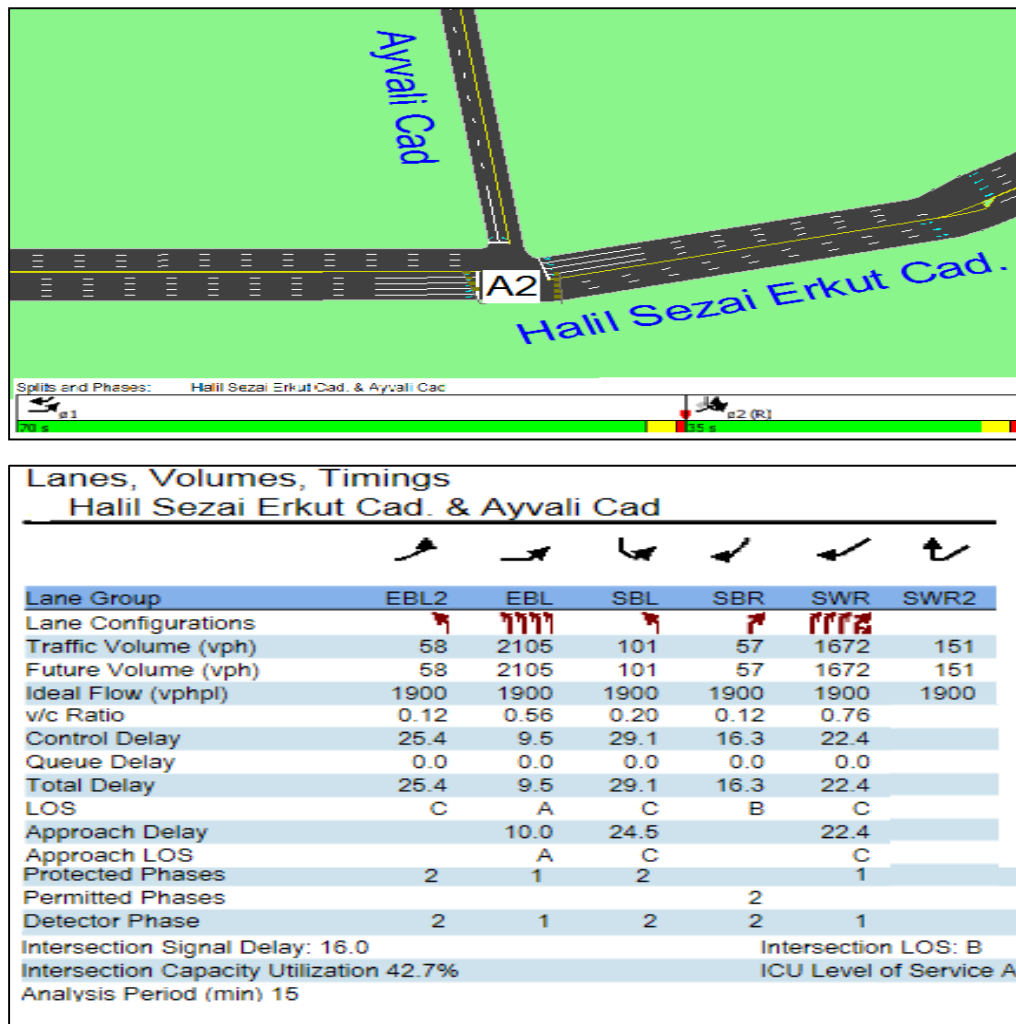 Ayvali Cad
A2
Halil Sezai Erkut Cad.
Splits and Phases: Halil Sezai Erkut Cad. & Ayvali Cad
ø1 ø2 (R)
70 s 35 s
Lanes, Volumes, Timings
Halil Sezai Erkut Cad. & Ayvali Cad
Lane Group EBL2 EBL SBL SBR SWR SWR2
Lane Configurations
Traffic Volume (vph) 58 2105 101 57 1672 151
Future Volume (vph) 58 2105 101 57 1672 151
Ideal Flow (vphpl) 1900 1900 1900 1900 1900 1900
v/c Ratio 0.12 0.56 0.20 0.12 0.76
Control Delay 25.4 9.5 29.1 16.3 22.4
Queue Delay 0.0 0.0 0.0 0.0 0.0
Total Delay 25.4 9.5 29.1 16.3 22.4
LOS C A C B C
Approach Delay 10.0 24.5 22.4
Approach LOS A C C
Protected Phases 2 1 2 1
Permitted Phases 2
Detector Phase 2 1 2 2 1
Intersection Signal Delay: 16.0 Intersection LOS: B
Intersection Capacity Utilization 42.7% ICU Level of Service A
Analysis Period (min) 15